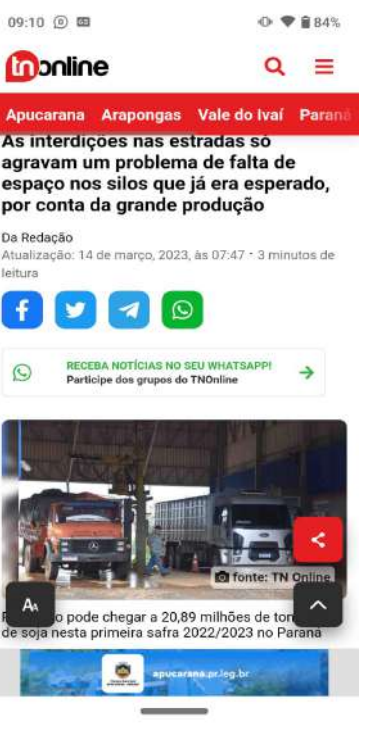 09:10
84%
tnonline
Apucarana Arapongas Vale do Ivaí Paraná
As interdições nas estradas só
agravam um problema de falta de
espaço nos silos que já era esperado,
por conta da grande produção
Da Redação
Atualização: 14 de março, 2023, às 07:47 · 3 minutos de
leitura
RECEBA NOTÍCIAS NO SEU WHATSAPP!
Participe dos grupos do TNOnline
fonte: TN Online
AA
o pode chegar a 20,89 milhões de ton
de soja nesta primeira safra 2022/2023 no Paraná
apucarana.pr.leg.br